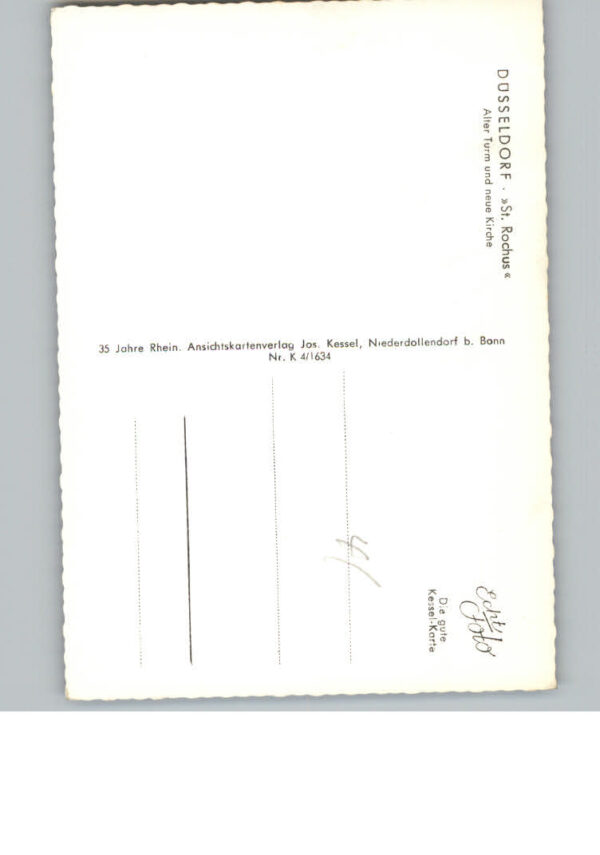 DÜSSELDORF · »St. Rochus«
Alter Turm und neue Kirche
35 Jahre Rhein. Ansichtskartenverlag Jos. Kessel, Niederdollendorf b. Bonn
Nr. K 4/1634
Echt
Foto
Die gute
Kessel-Karte